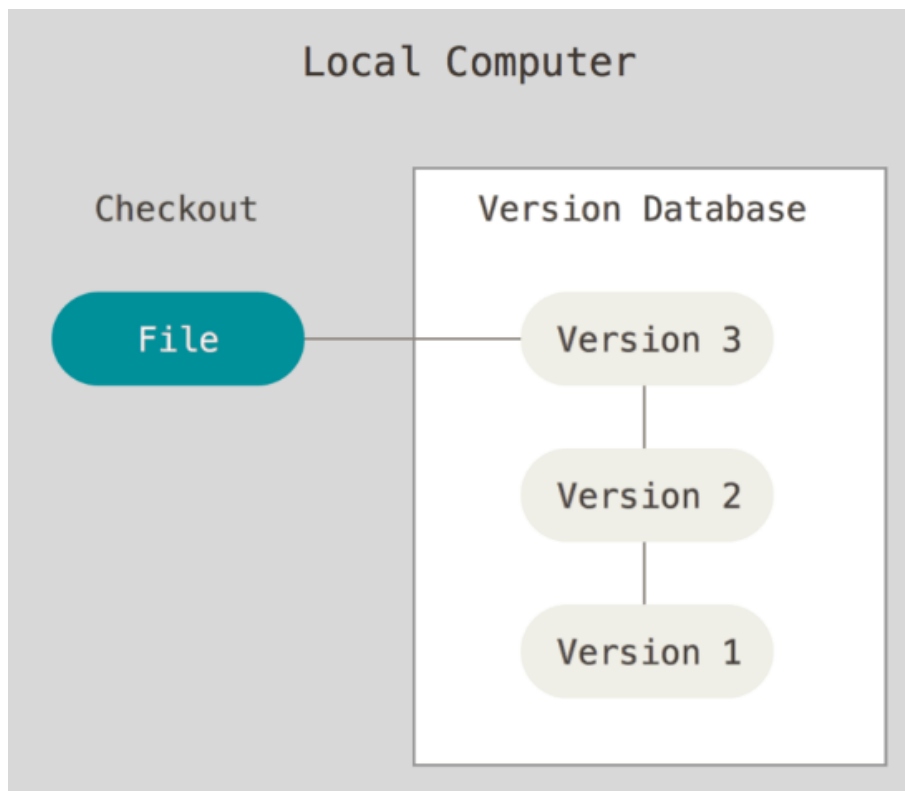 Local Computer
Checkout
Version Database
File
Version 3
Version 2
Version 1